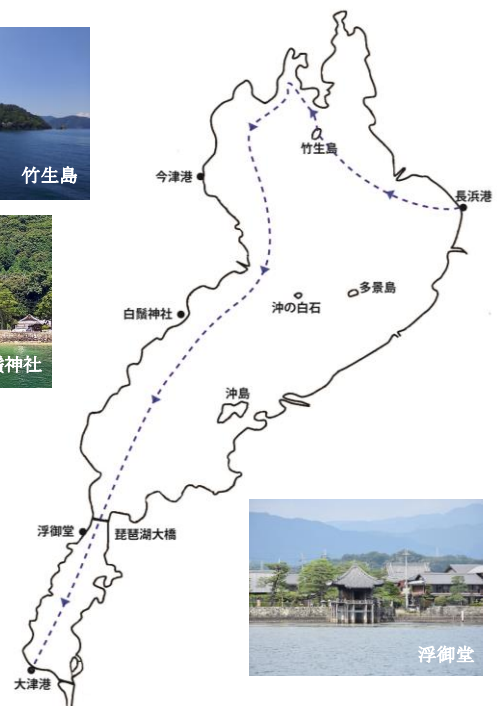 竹生島
竹生島
今津港
長浜港
多景島
沖の白石
白鬚神社
神社
沖島
浮御堂
琵琶湖大橋
浮御堂
大津港